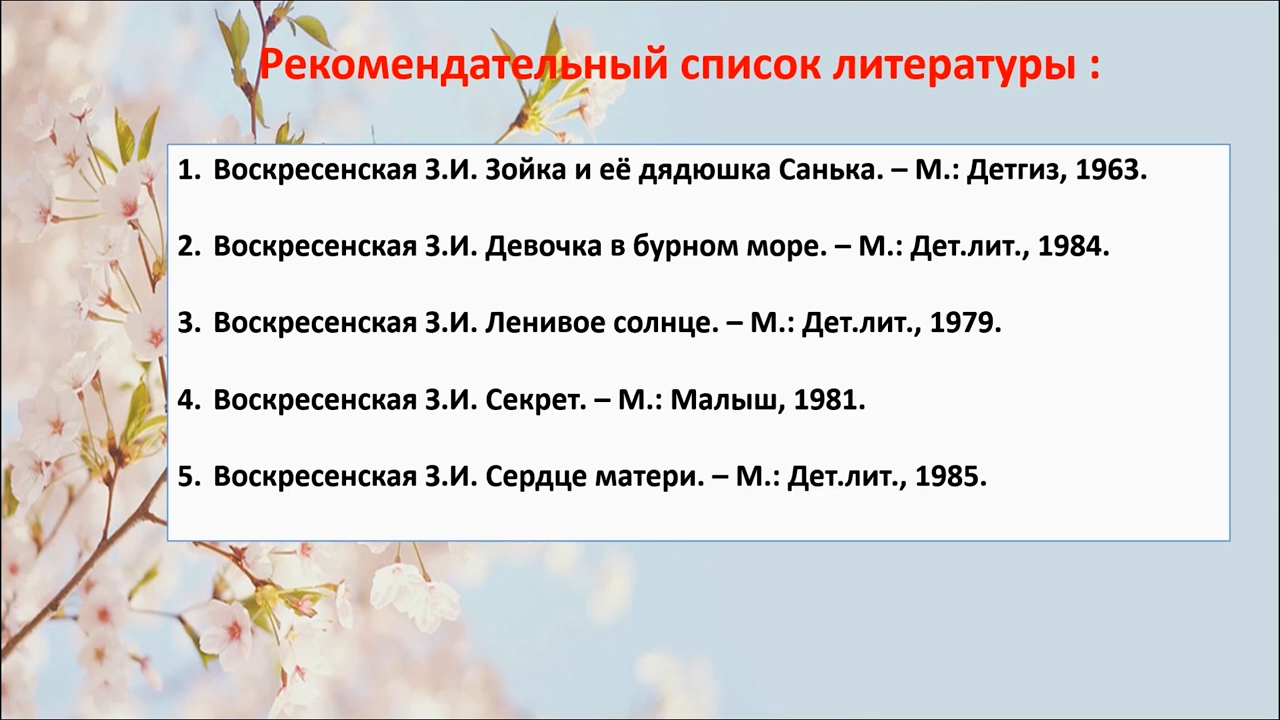 Рекомендательный список литературы :
1. Воскресенская З.И. Зойка и её дядюшка Санька. – М.: Детгиз, 1963.
2. Воскресенская З.И. Девочка в бурном море. – М.: Дет.лит., 1984.
3. Воскресенская З.И. Ленивое солнце. – М.: Дет.лит., 1979.
4. Воскресенская З.И. Секрет. – М.: Малыш, 1981.
5. Воскресенская З.И. Сердце матери. – М.: Дет.лит., 1985.